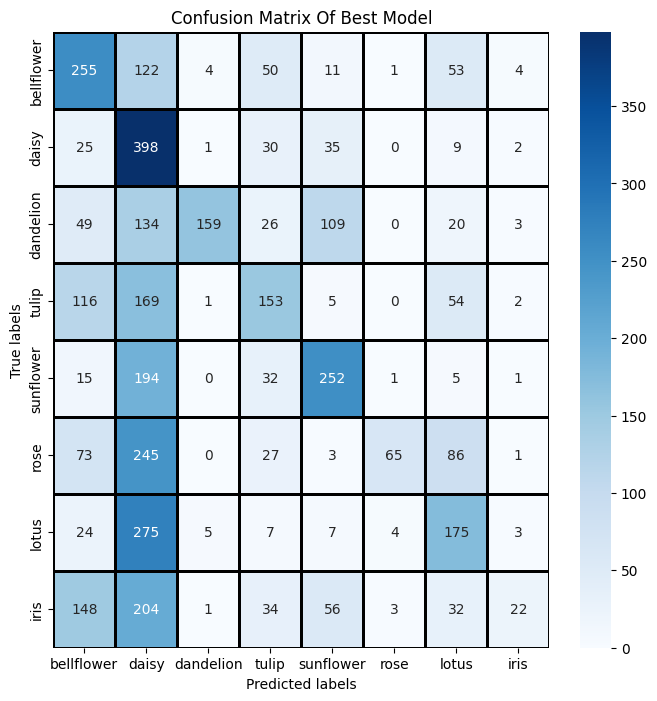 Confusion Matrix Of Best Model
True labels
bellflower 255 122 4 50 11 1 53 4
daisy 25 398 1 30 35 0 9 2
dandelion 49 134 159 26 109 0 20 3
tulip 116 169 1 153 5 0 54 2
sunflower 15 194 0 32 252 1 5 1
rose 73 245 0 27 3 65 86 1
lotus 24 275 5 7 7 4 175 3
iris 148 204 1 34 56 3 32 22
bellflower daisy dandelion tulip sunflower rose lotus iris
Predicted labels
350
300
250
200
150
100
50
0